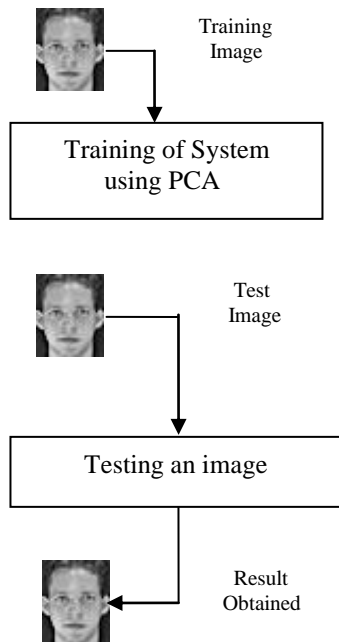 Training
Image
Training of System
using PCA
Test
Image
Testing an image
Result
Obtained